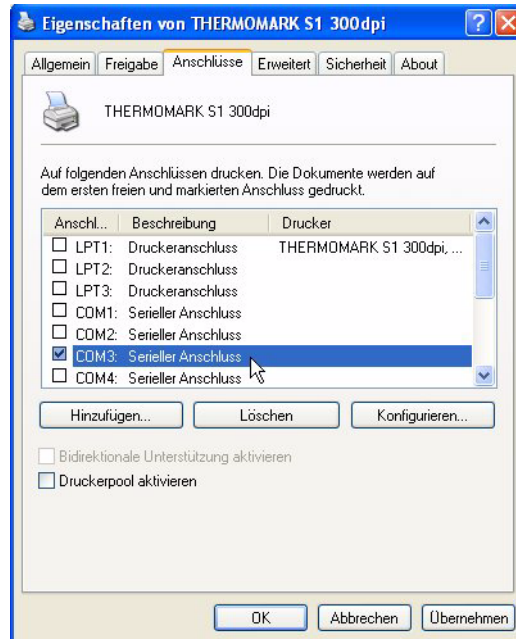 Eigenschaften von THERMOMARK S1 300dpi
Allgemein Freigabe Anschlüsse Erweitert Sicherheit About
THERMOMARK S1 300dpi
Auf folgenden Anschlüssen drucken. Die Dokumente werden auf
dem ersten freien und markierten Anschluss gedruckt.
Anschl... Beschreibung Drucker
LPT1: Druckeranschluss THERMOMARK S1 300dpi, ...
LPT2: Druckeranschluss
LPT3: Druckeranschluss
COM1: Serieller Anschluss
COM2: Serieller Anschluss
COM3: Serieller Anschluss
COM4: Serieller Anschluss
Hinzufügen... Löschen Konfigurieren...
Bidirektionale Unterstützung aktivieren
Druckerpool aktivieren
OK Abbrechen Übernehmen